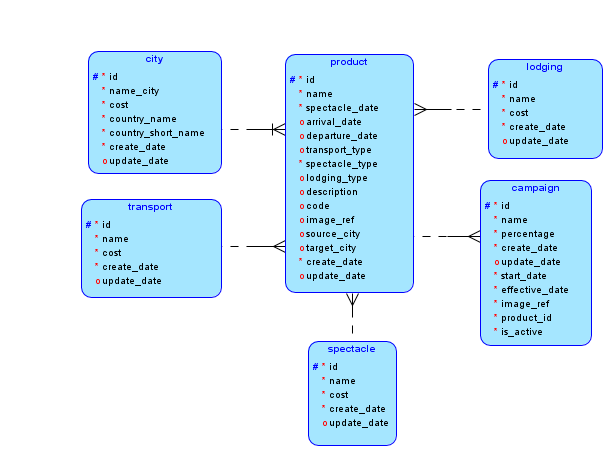 city
# * id
* name_city
* cost
* country_name
* country_short_name
* create_date
o update_date
product
# * id
* name
* spectacle_date
o arrival_date
o departure_date
o transport_type
* spectacle_type
o lodging_type
o description
o code
o image_ref
o source_city
o target_city
* create_date
o update_date
lodging
# * id
* name
* cost
* create_date
o update_date
transport
# * id
* name
* cost
* create_date
o update_date
campaign
# * id
* name
* percentage
* create_date
o update_date
* start_date
* effective_date
* image_ref
* product_id
* is_active
spectacle
# * id
* name
* cost
* create_date
o update_date